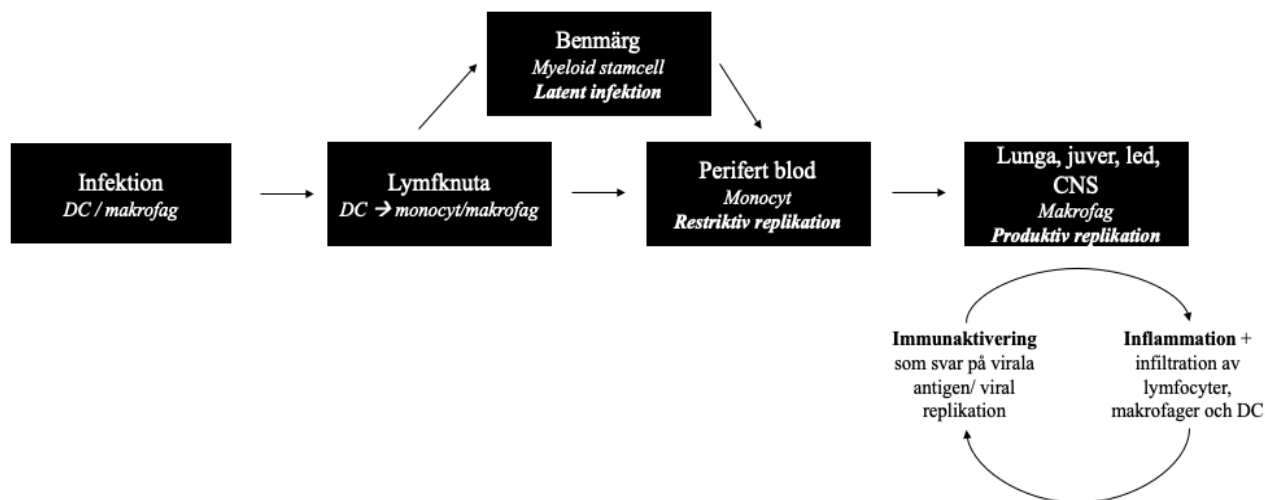 Benmärg
Myeloid stamcell
Latent infektion
Infektion
DC / makrofag
Lymfknuta
DC → monocyt/makrofag
Perifert blod
Monocyt
Restriktiv replikation
Lunga, juver, led,
CNS
Makrofag
Produktiv replikation
Immunaktivering
som svar på virala
antigen/ viral
replikation
Inflammation +
infiltration av
lymfocyter,
makrofager och DC